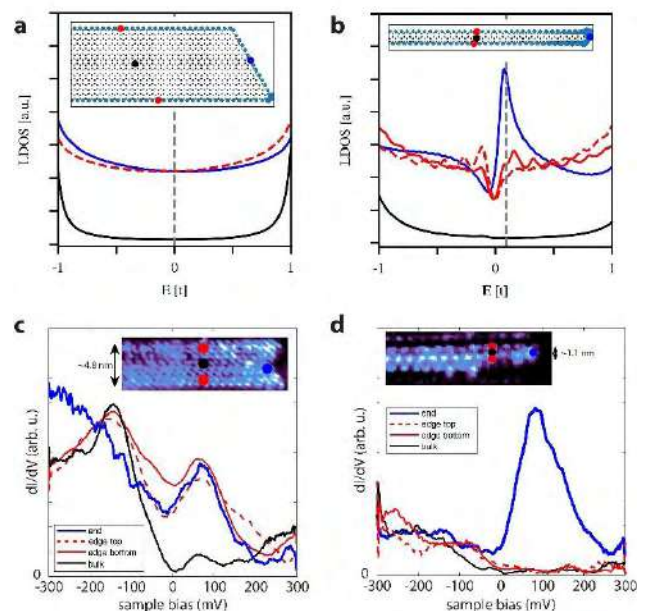 a
LDOS [a.u.]
-1
0
1
E [t]
b
LDOS [a.u.]
-1
0
1
E [t]
c
~4.8 nm
dI/dV (arb. u.)
end
edge top
edge bottom
bulk
0
-300
-200
-100
0
100
200
300
sample bias (mV)
d
~1.1 nm
dI/dV (arb. u.)
end
edge top
edge bottom
bulk
0
-300
-200
-100
0
100
200
300
sample bias (mV)